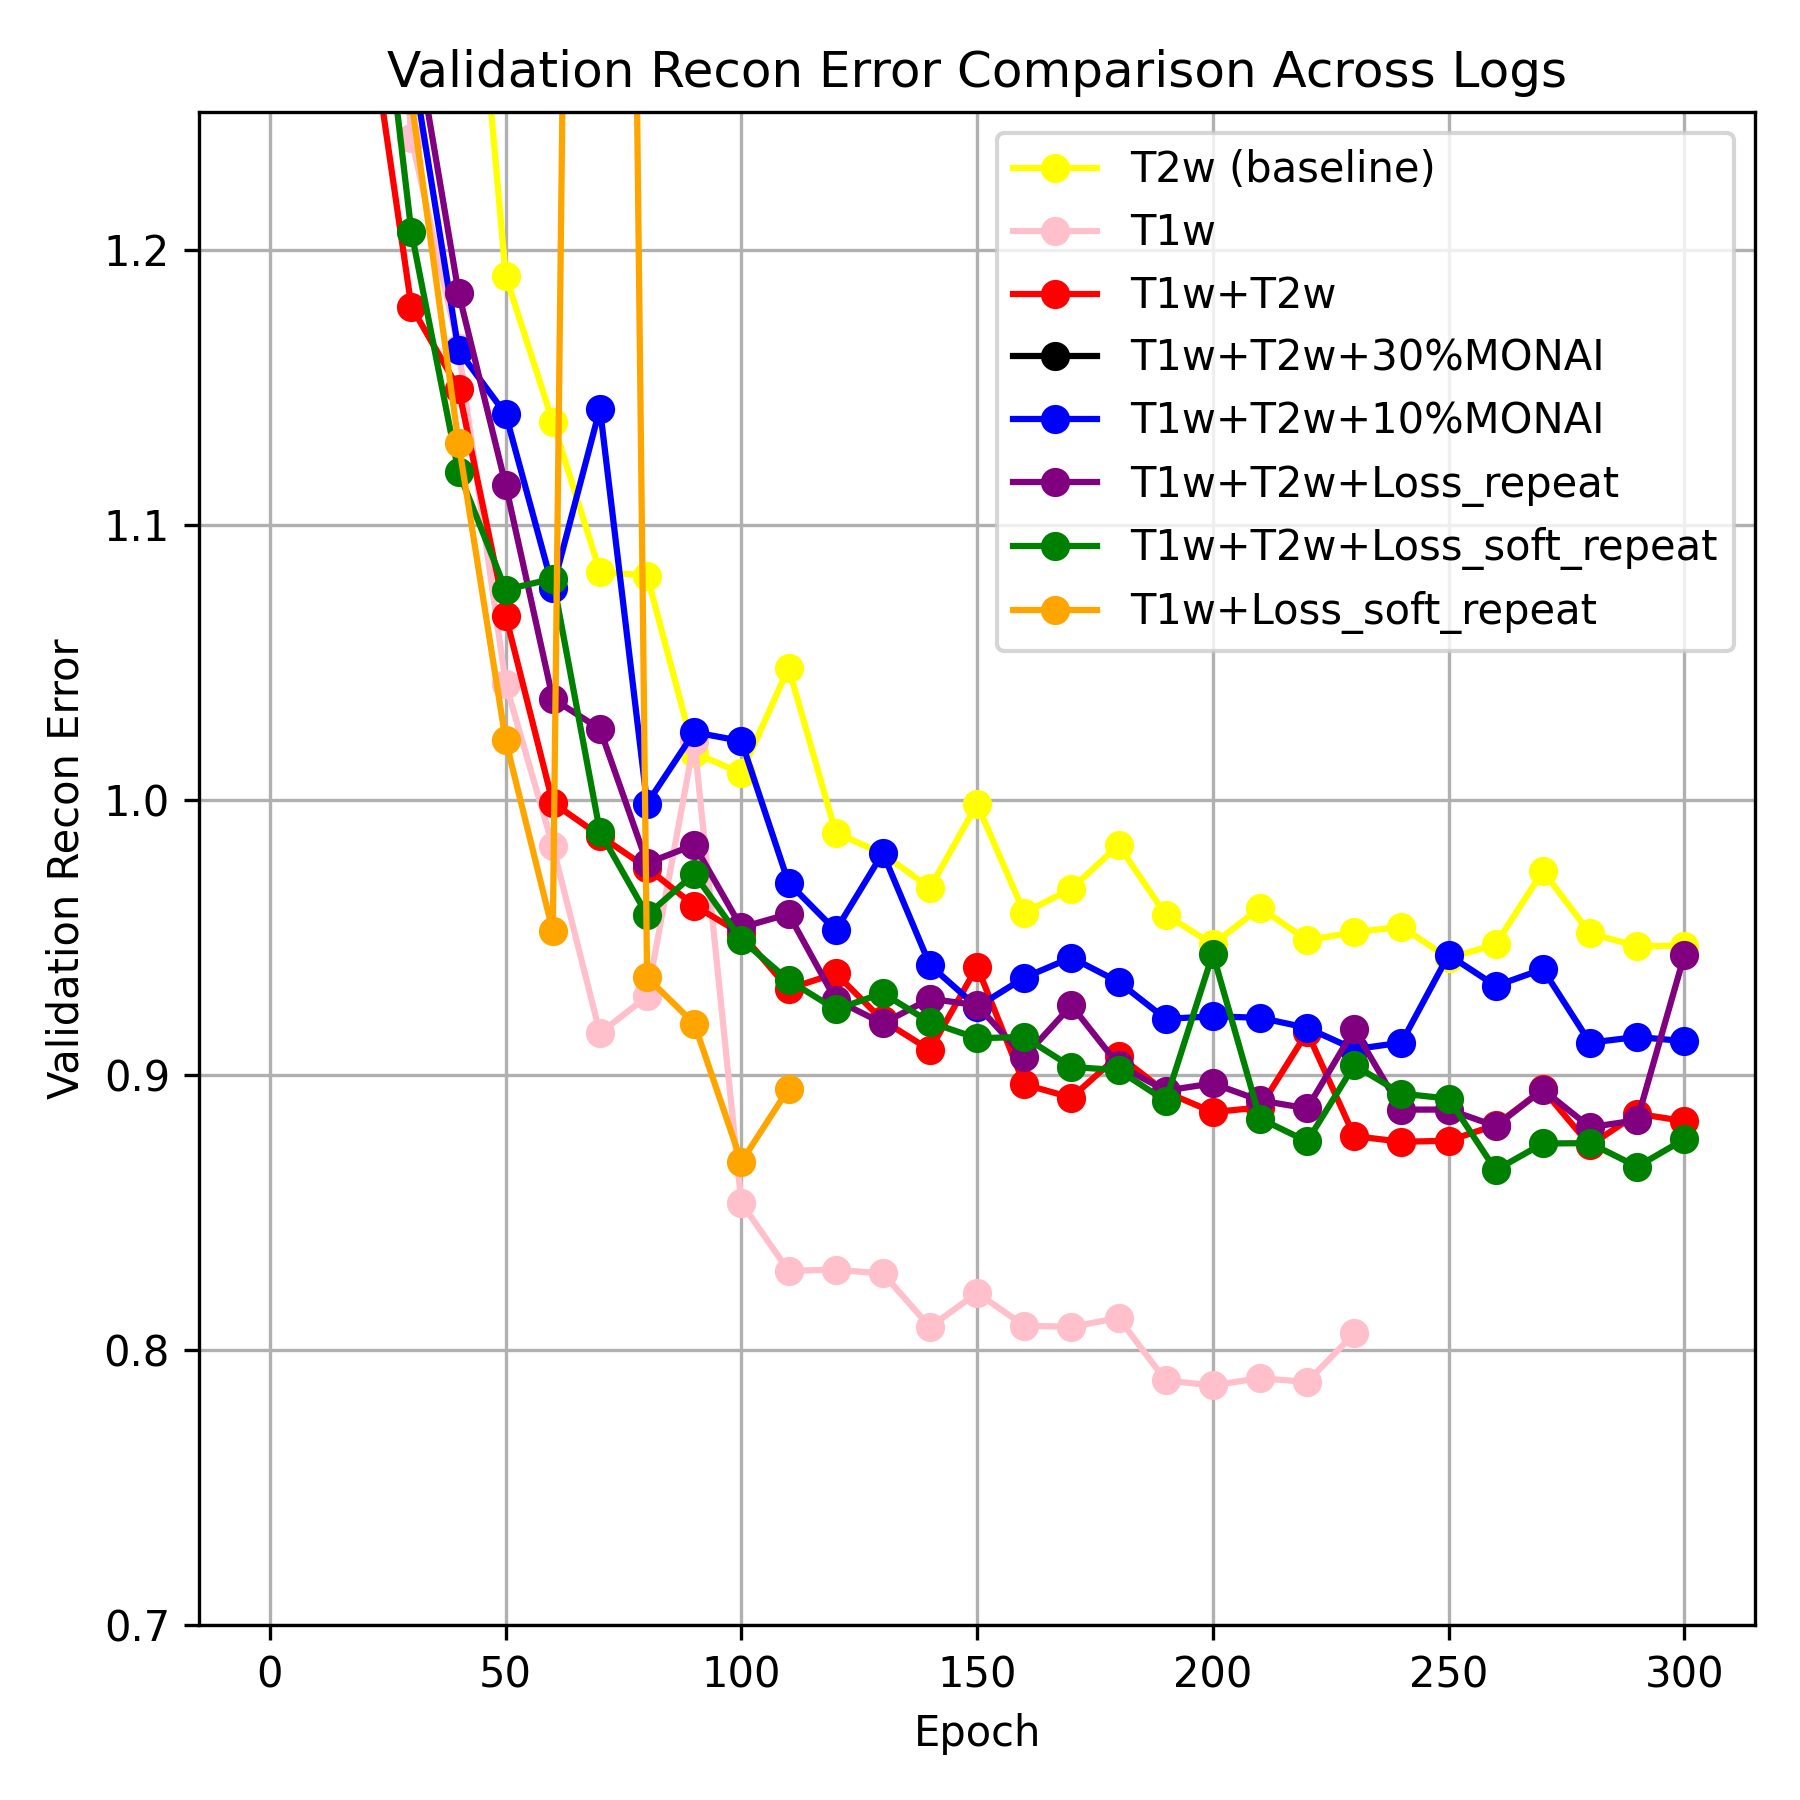 Validation Recon Error Comparison Across Logs
T2w (baseline)
T1w
T1w+T2w
T1w+T2w+30%MONAI
T1w+T2w+10%MONAI
T1w+T2w+Loss_repeat
T1w+T2w+Loss_soft_repeat
T1w+Loss_soft_repeat
Validation Recon Error
1.2
1.1
1.0
0.9
0.8
0.7
0 50 100 150 200 250 300
Epoch